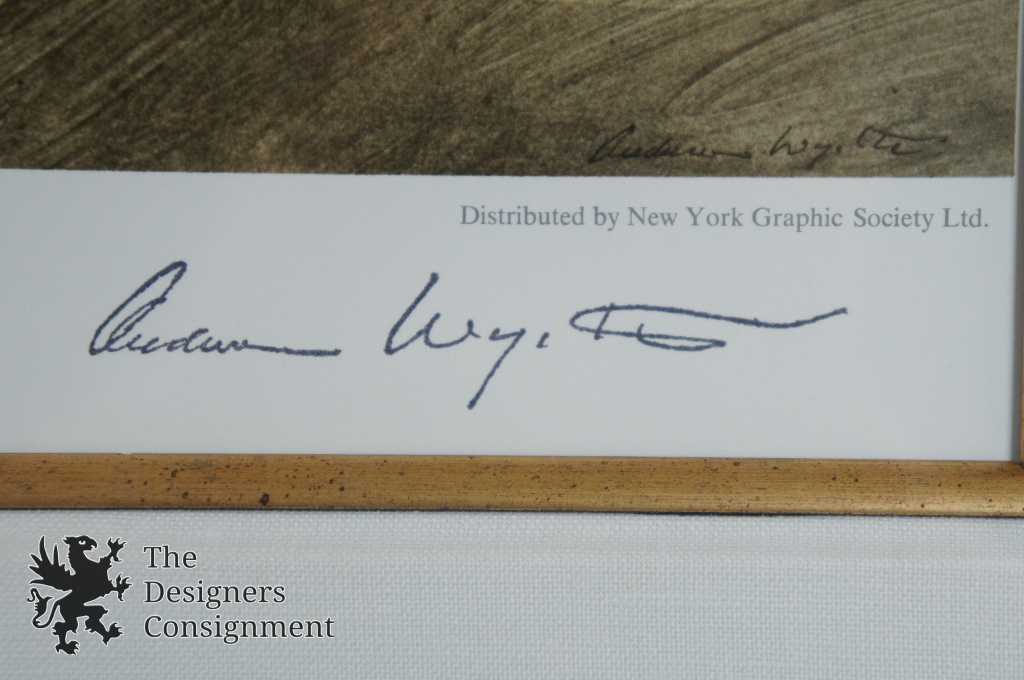 Andrew Wyeth
Distributed by New York Graphic Society Ltd.
Andrew Wyeth
The
Designers
Consignment